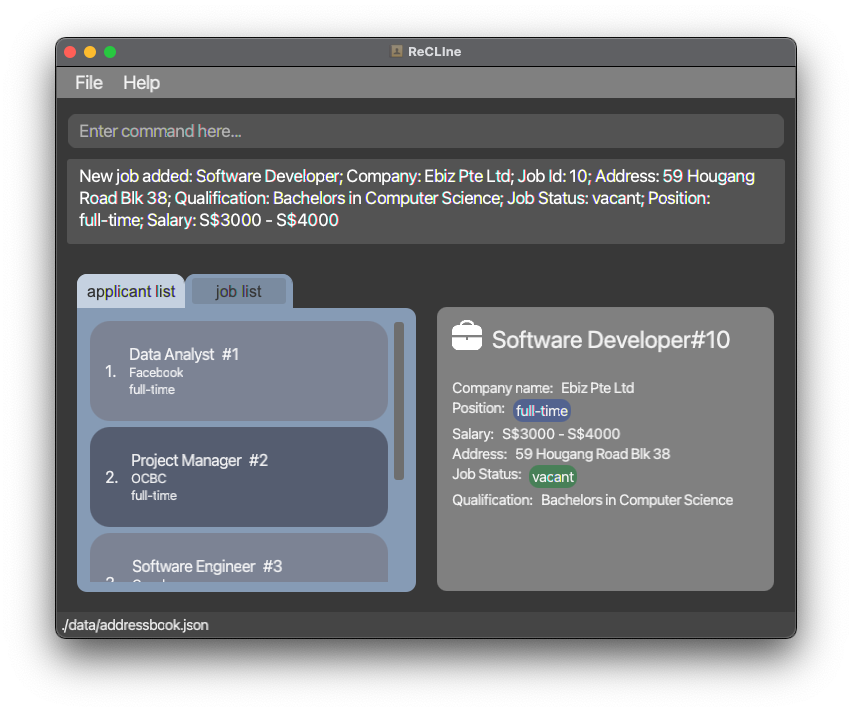 ReCLIne
File Help
Enter command here...
New job added: Software Developer; Company: Ebiz Pte Ltd; Job Id: 10; Address: 59 Hougang
Road Blk 38; Qualification: Bachelors in Computer Science; Job Status: vacant; Position:
full-time; Salary: S$3000 - S$4000
applicant list
job list
1.
Data Analyst #1
Facebook
full-time
2.
Project Manager #2
OCBC
full-time
Software Engineer #3
Software Developer#10
Company name: Ebiz Pte Ltd
Position: full-time
Salary: S$3000 - S$4000
Address: 59 Hougang Road Blk 38
Job Status: vacant
Qualification: Bachelors in Computer Science
./data/addressbook.json